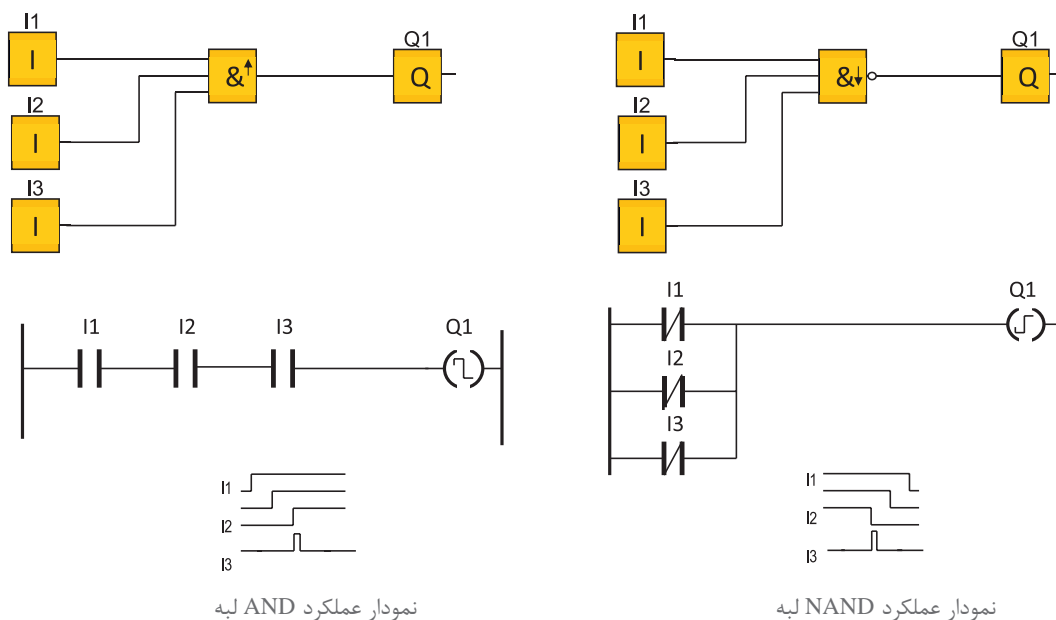 I1
I
I2
I
I3
I
&
Q1
Q
I1 I2 I3 Q1
I1
I2
I3
نمودار عملکرد AND لبه
I1
I
I2
I
I3
I
&
Q1
Q
I1
Q1
I2
I3
I1
I2
I3
نمودار عملکرد NAND لبه